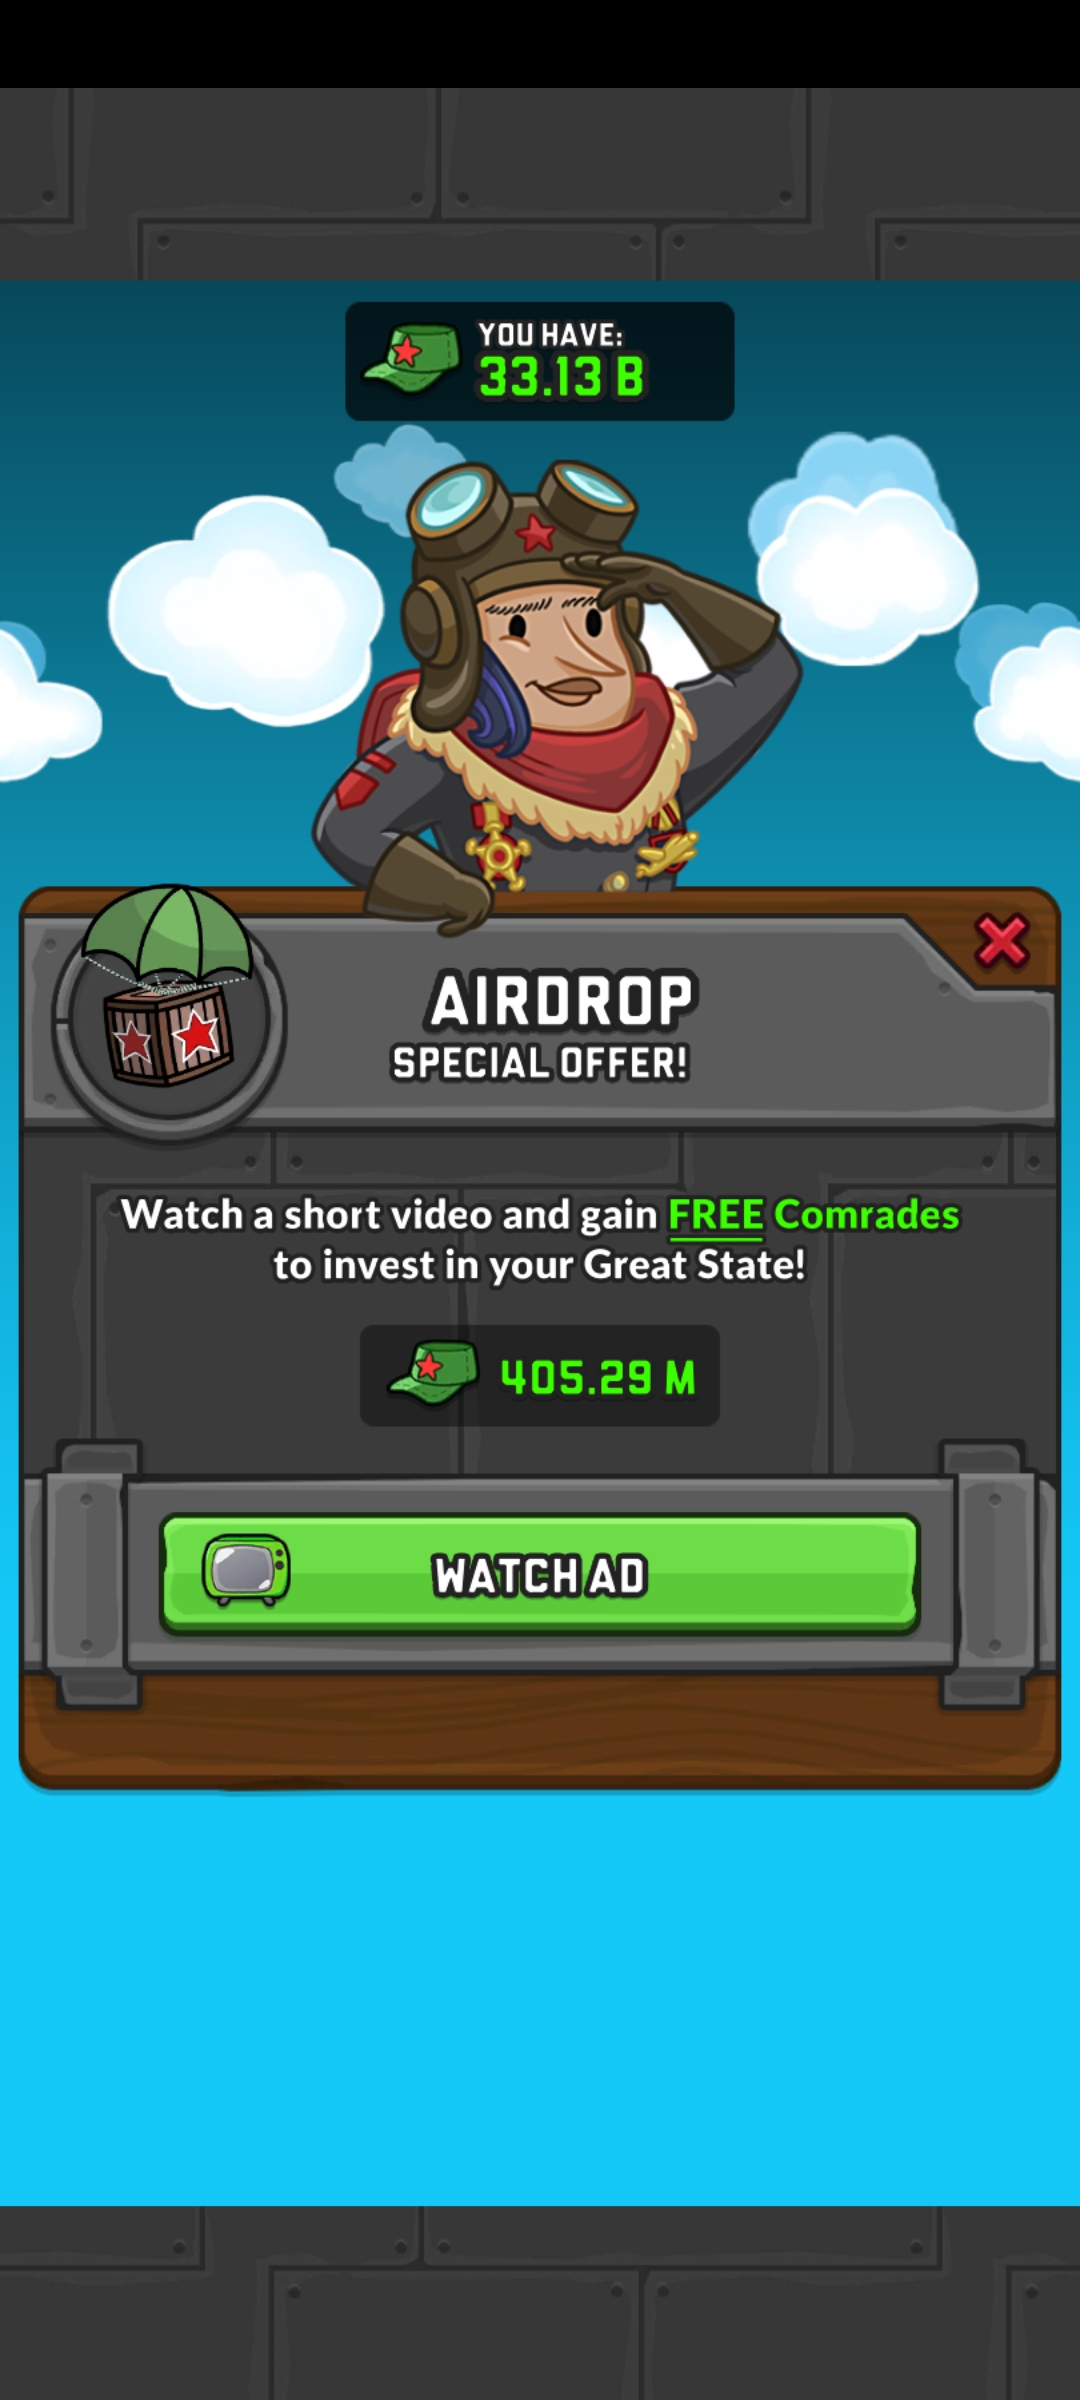 YOU HAVE:
33.13 B
AIRDROP
SPECIAL OFFER!
Watch a short video and gain FREE Comrades
to invest in your Great State!
405.29 M
WATCH AD